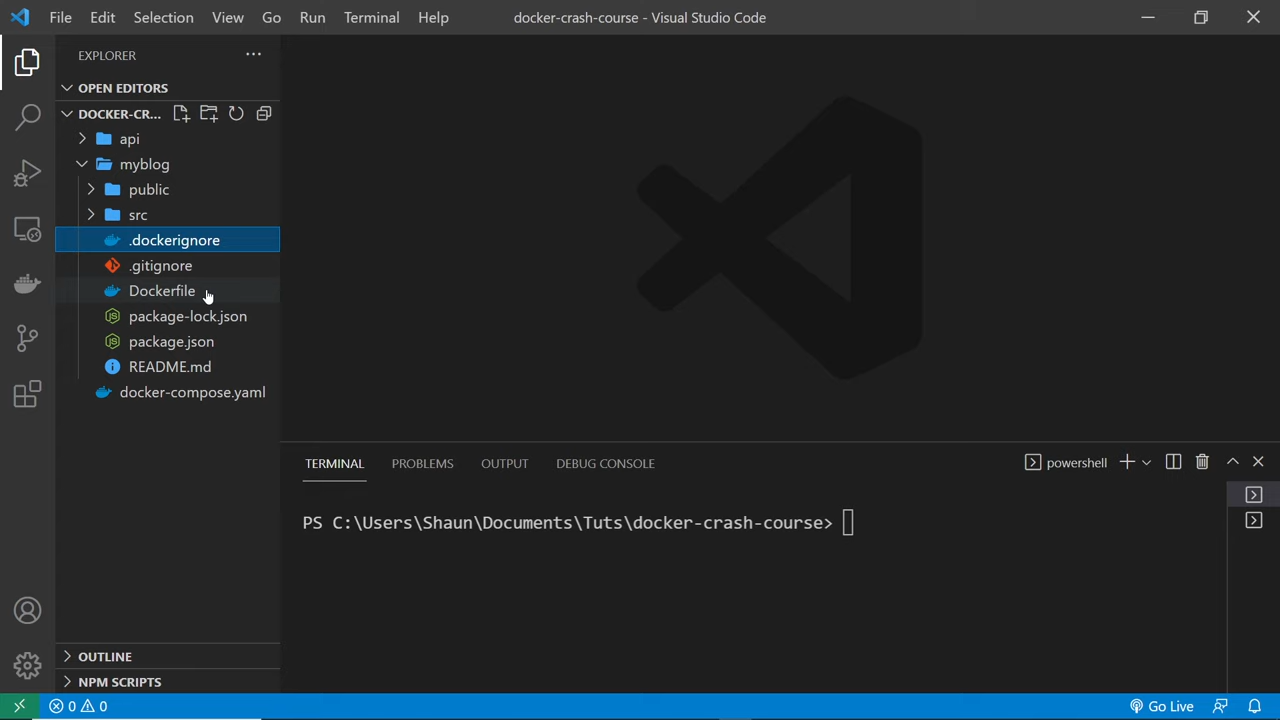 File Edit Selection View Go Run Terminal Help docker-crash-course - Visual Studio Code
EXPLORER
OPEN EDITORS
DOCKER-CR...
api
myblog
public
src
.dockerignore
.gitignore
Dockerfile
package-lock.json
package.json
README.md
docker-compose.yaml
OUTLINE
NPM SCRIPTS
TERMINAL PROBLEMS OUTPUT DEBUG CONSOLE powershell
PS C:\Users\Shaun\Documents\Tuts\docker-crash-course>
0 0 Go Live